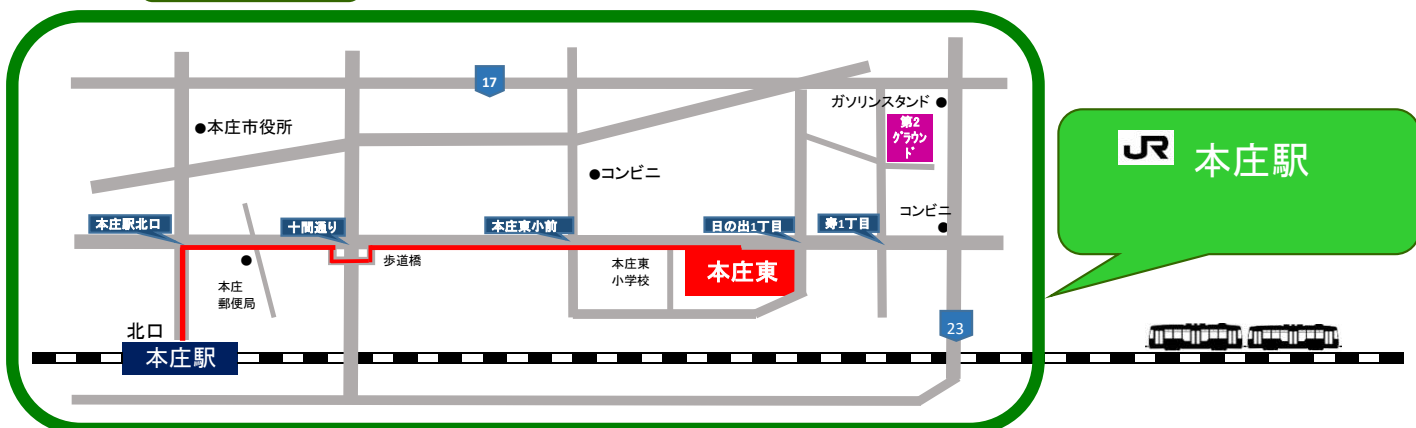 17
ガソリンスタンド
●本庄市役所
第2
グラウン
ド
JR 本庄駅
●コンビニ
コンビニ
本庄駅北口
十間通り
本庄東小前
日の出1丁目
寿1丁目
歩道橋
本庄東
小学校
本庄東
本庄
郵便局
北口
23
本庄駅